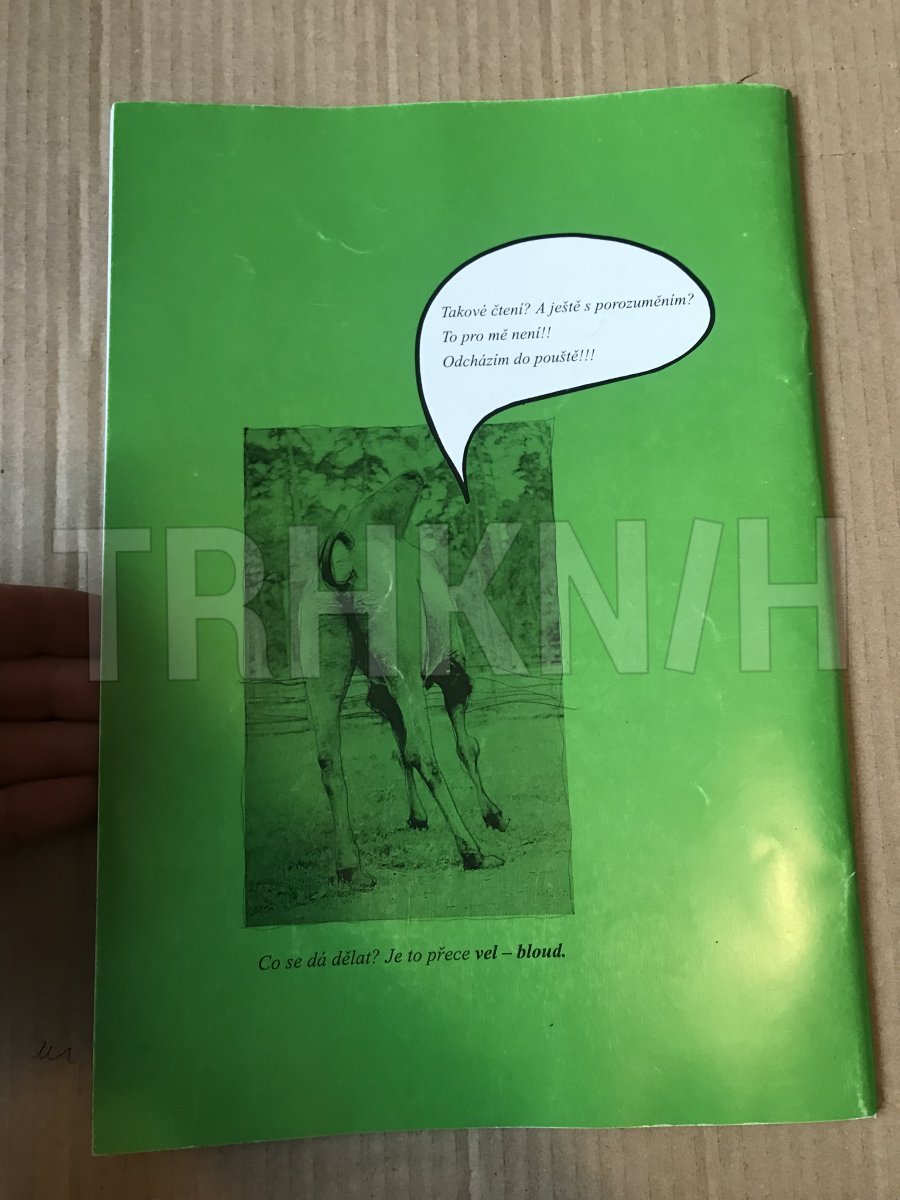 Takové čtení? A ještě s porozuměním?
To pro mě není!!
Odcházím do pouště!!!
TRHKNIH
Co se dá dělat? Je to přece vel – bloud.